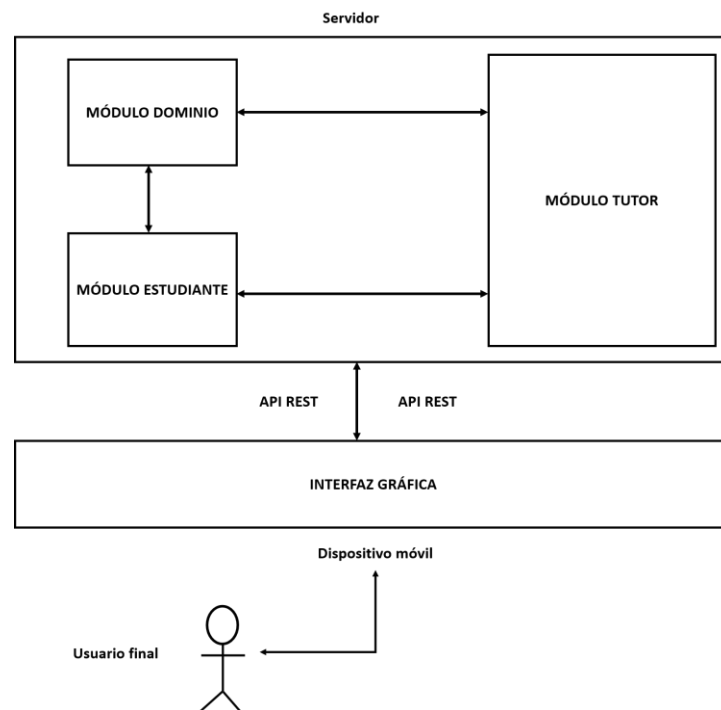 Servidor
MÓDULO DOMINIO
MÓDULO TUTOR
MÓDULO ESTUDIANTE
API REST
API REST
INTERFAZ GRÁFICA
Dispositivo móvil
Usuario final